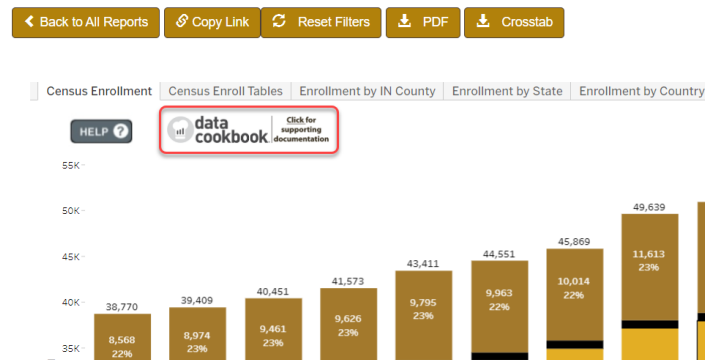 Back to All Reports
Copy Link
Reset Filters
PDF
Crosstab
Census Enrollment
Census Enroll Tables
Enrollment by IN County
Enrollment by State
Enrollment by Country
HELP ?
data
cookbook
Click for
supporting
documentation
55K
50K
45K
40K
35K
38,770
8,568
22%
39,409
8,974
23%
40,451
9,461
23%
41,573
9,626
23%
43,411
9,795
23%
44,551
9,963
22%
45,869
10,014
22%
49,639
11,613
23%